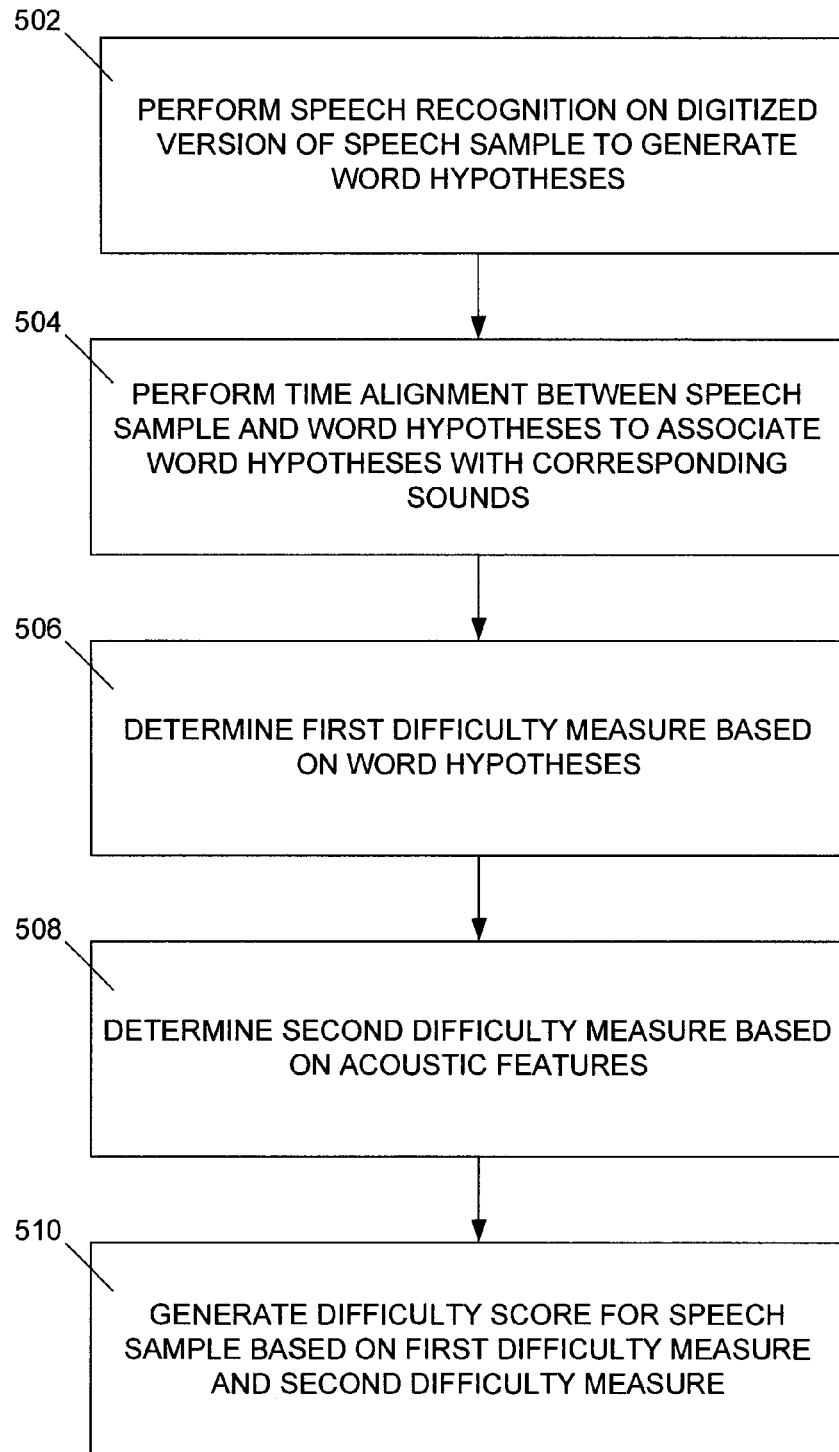 502
PERFORM SPEECH RECOGNITION ON DIGITIZED
VERSION OF SPEECH SAMPLE TO GENERATE
WORD HYPOTHESES
504
PERFORM TIME ALIGNMENT BETWEEN SPEECH
SAMPLE AND WORD HYPOTHESES TO ASSOCIATE
WORD HYPOTHESES WITH CORRESPONDING
SOUNDS
506
DETERMINE FIRST DIFFICULTY MEASURE BASED
ON WORD HYPOTHESES
508
DETERMINE SECOND DIFFICULTY MEASURE BASED
ON ACOUSTIC FEATURES
510
GENERATE DIFFICULTY SCORE FOR SPEECH
SAMPLE BASED ON FIRST DIFFICULTY MEASURE
AND SECOND DIFFICULTY MEASURE